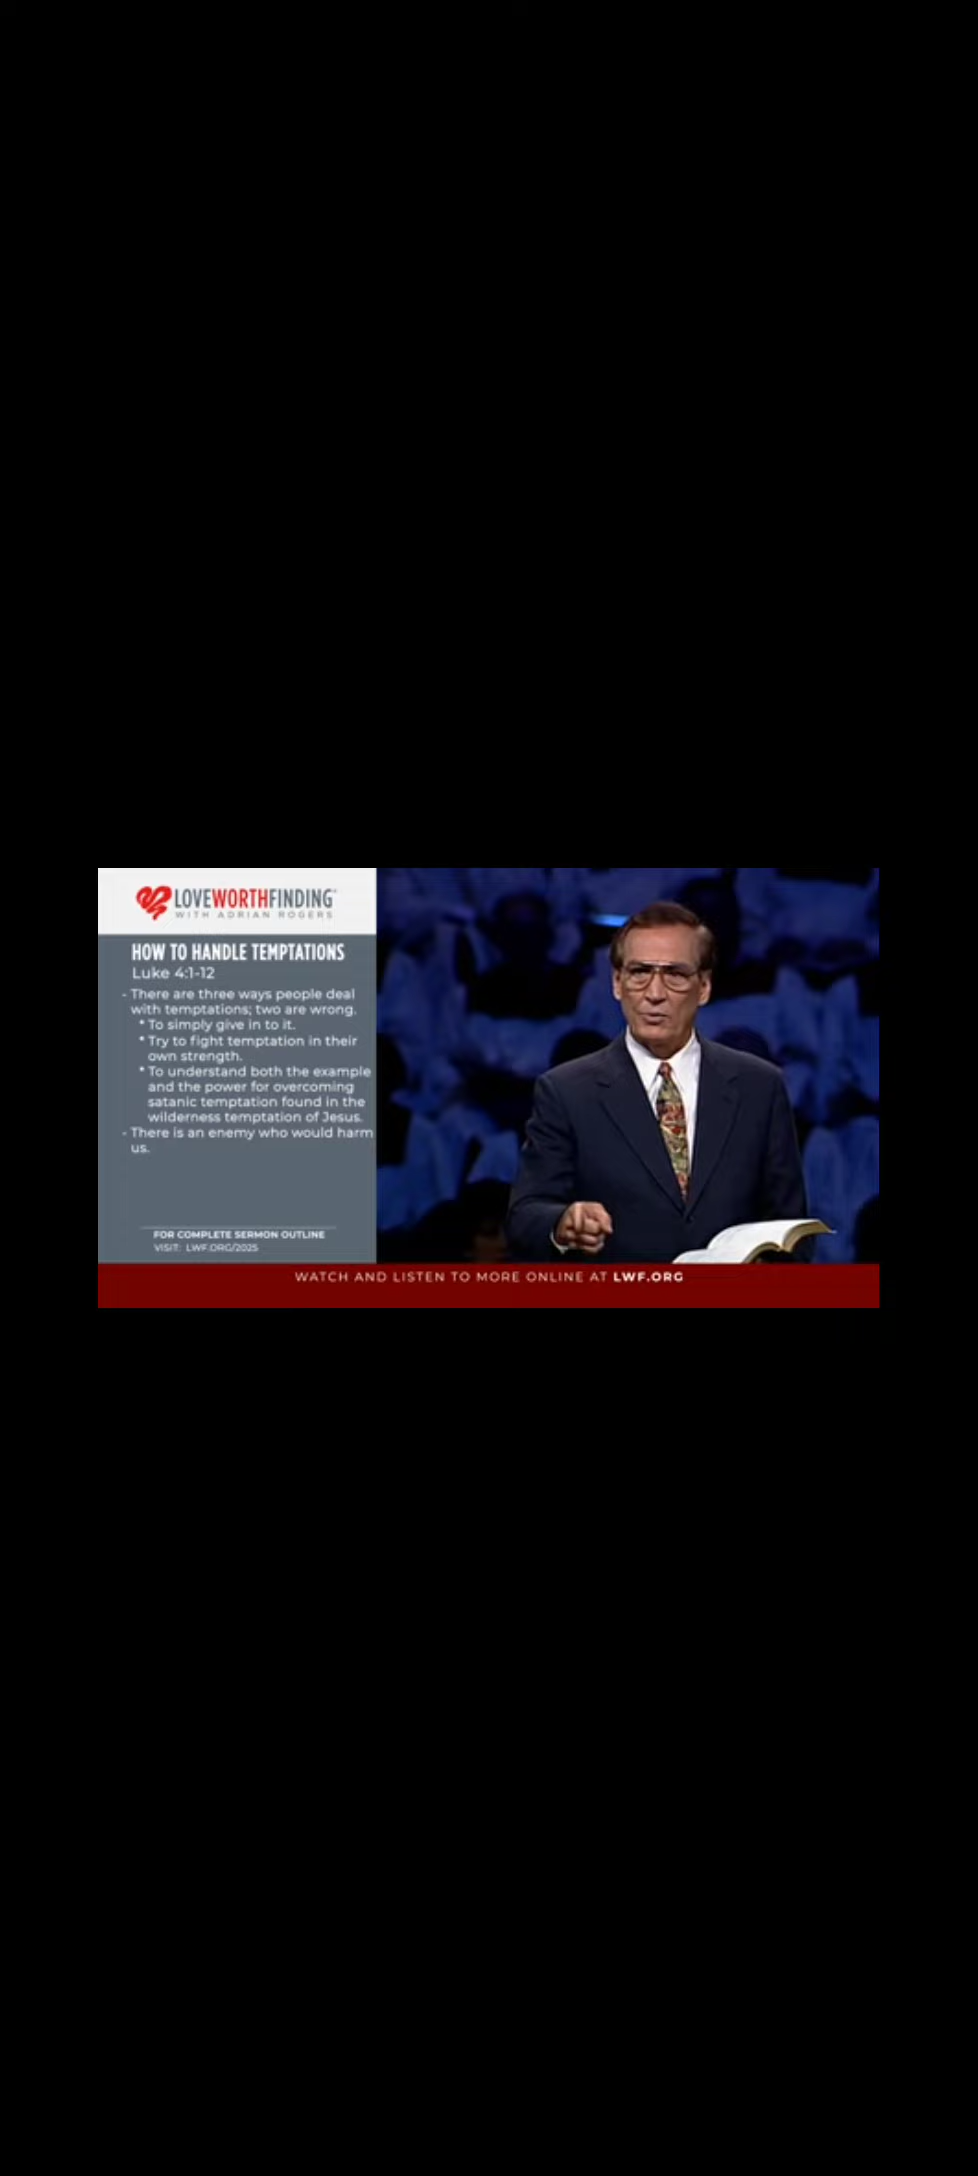 LOVEWORTHFINDING
WITH ADRIAN ROGERS
HOW TO HANDLE TEMPTATIONS
Luke 4:1-12
- There are three ways people deal
with temptations; two are wrong.
* To simply give in to it.
* Try to fight temptation in their
own strength.
* To understand both the example
and the power for overcoming
satanic temptation found in the
wilderness temptation of Jesus.
- There is an enemy who would harm
us.
FOR COMPLETE SERMON OUTLINE
VISIT: LWF.ORG/2025
WATCH AND LISTEN TO MORE ONLINE AT LWF.ORG